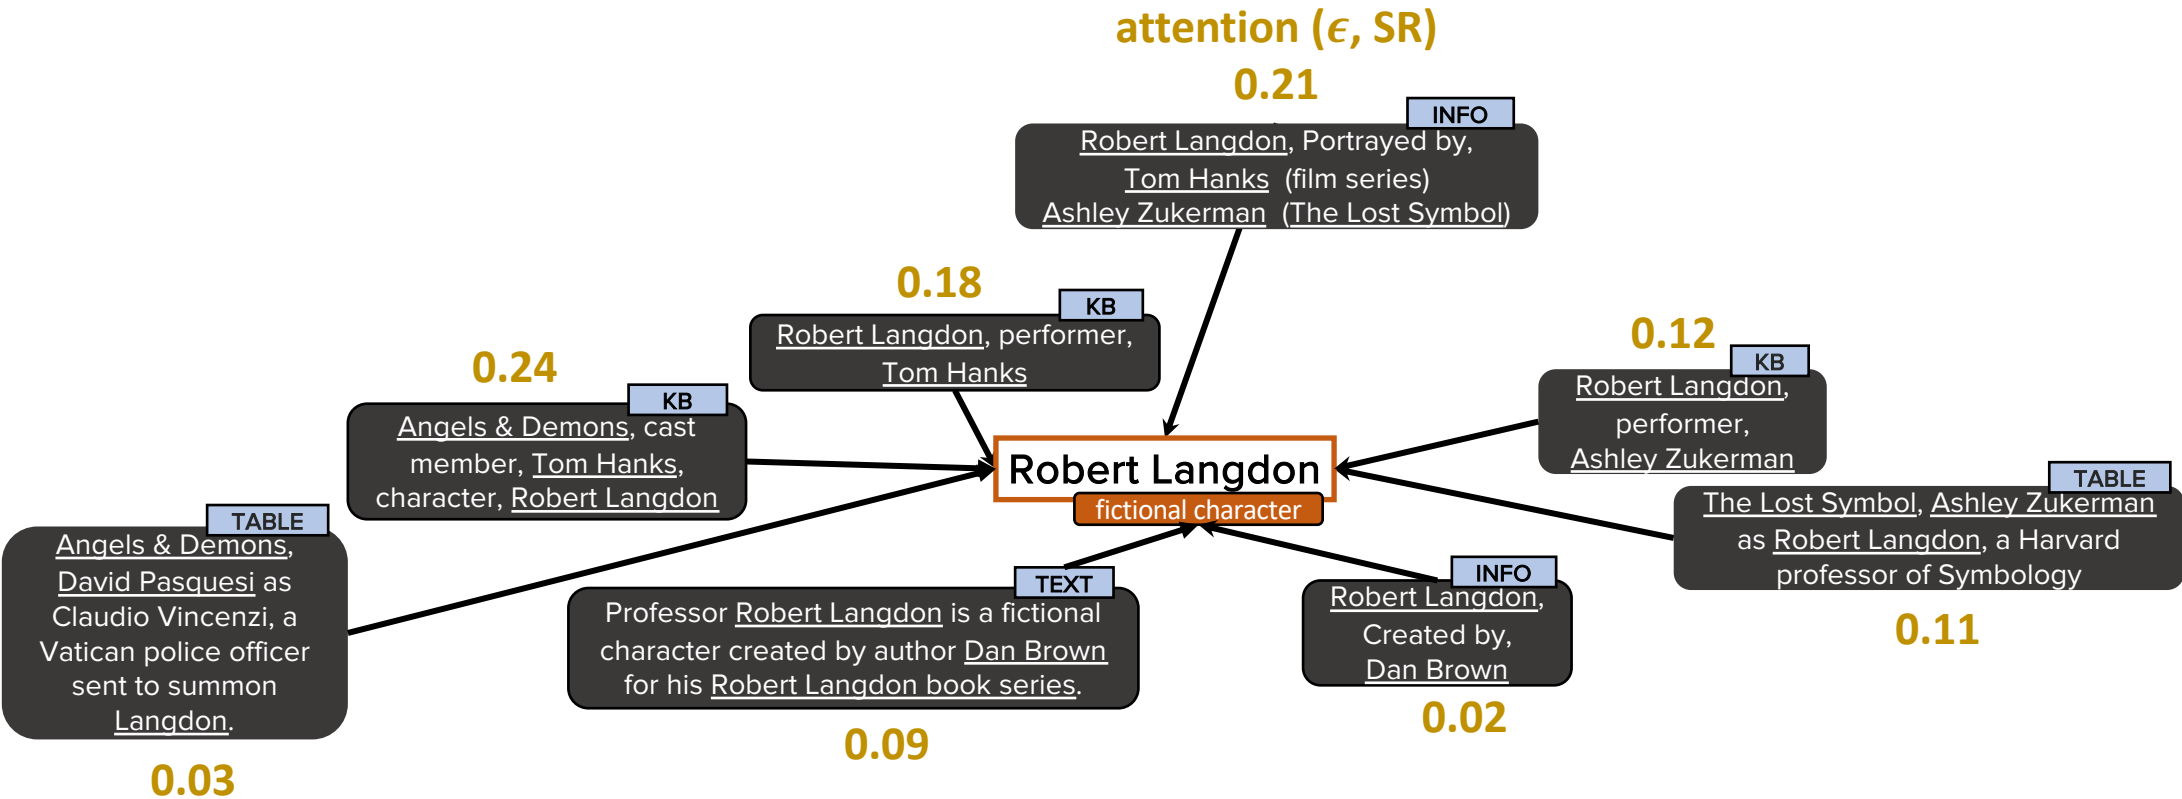 attention (ϵ, SR)
0.21
INFO
Robert Langdon, Portrayed by,
Tom Hanks (film series)
Ashley Zukerman (The Lost Symbol)
0.18
KB
Robert Langdon, performer,
Tom Hanks
0.12
KB
Robert Langdon,
performer,
Ashley Zukerman
0.24
KB
Angels & Demons, cast
member, Tom Hanks,
character, Robert Langdon
Robert Langdon
fictional character
TABLE
The Lost Symbol, Ashley Zukerman
as Robert Langdon, a Harvard
professor of Symbology
0.11
TABLE
Angels & Demons,
David Pasquesi as
Claudio Vincenzi, a
Vatican police officer
sent to summon
Langdon.
0.03
TEXT
Professor Robert Langdon is a fictional
character created by author Dan Brown
for his Robert Langdon book series.
0.09
INFO
Robert Langdon,
Created by,
Dan Brown
0.02